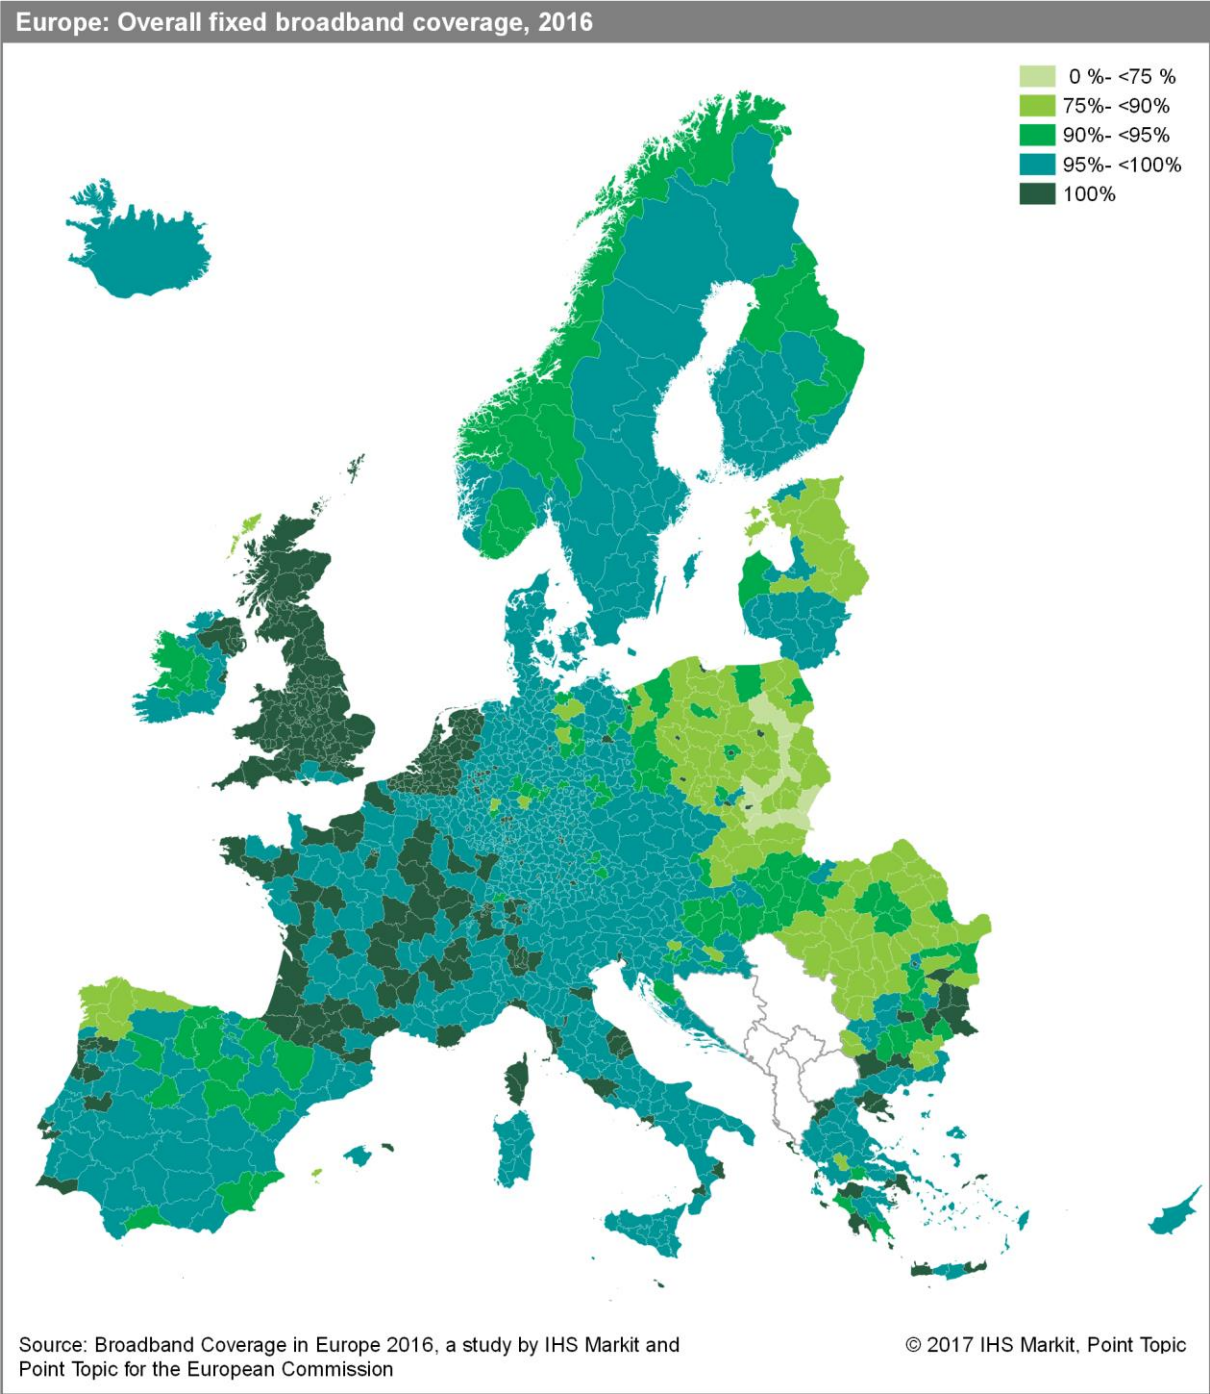 Europe: Overall fixed broadband coverage, 2016
0 %- <75 %
75%- <90%
90%- <95%
95%- <100%
100%
Source: Broadband Coverage in Europe 2016, a study by IHS Markit and
Point Topic for the European Commission
© 2017 IHS Markit, Point Topic